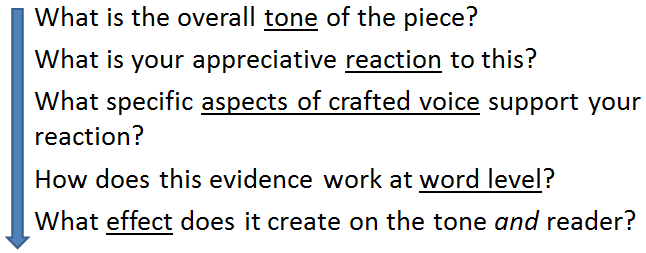 What is the overall tone of the piece?
What is your appreciative reaction to this?
What specific aspects of crafted voice support your
reaction?
How does this evidence work at word level?
What effect does it create on the tone and reader?